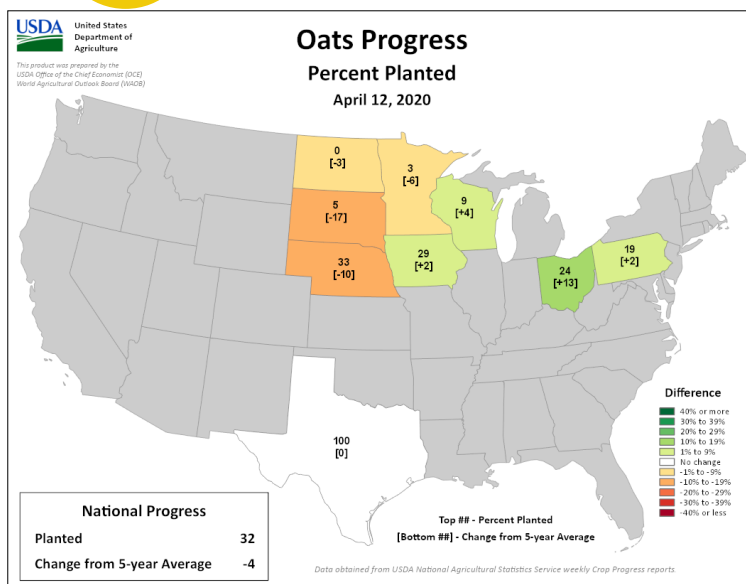 USDA
United States
Department of
Agriculture
This product was prepared by the
USDA Office of the Chief Economist (OCE)
World Agricultural Outlook Board (WAOB)
Oats Progress
Percent Planted
April 12, 2020
0
[-3]
3
[-6]
9
[+4]
5
[-17]
33
[-10]
29
[+2]
24
[+13]
19
[+2]
100
[0]
Difference
40% or more
30% to 39%
20% to 29%
10% to 19%
1% to 9%
No change
-1% to -9%
-10% to -19%
-20% to -29%
-30% to -39%
-40% or less
National Progress
Planted 32
Change from 5-year Average -4
Top ## - Percent Planted
[Bottom ##] - Change from 5-year Average
Data obtained from USDA National Agricultural Statistics Service weekly Crop Progress reports